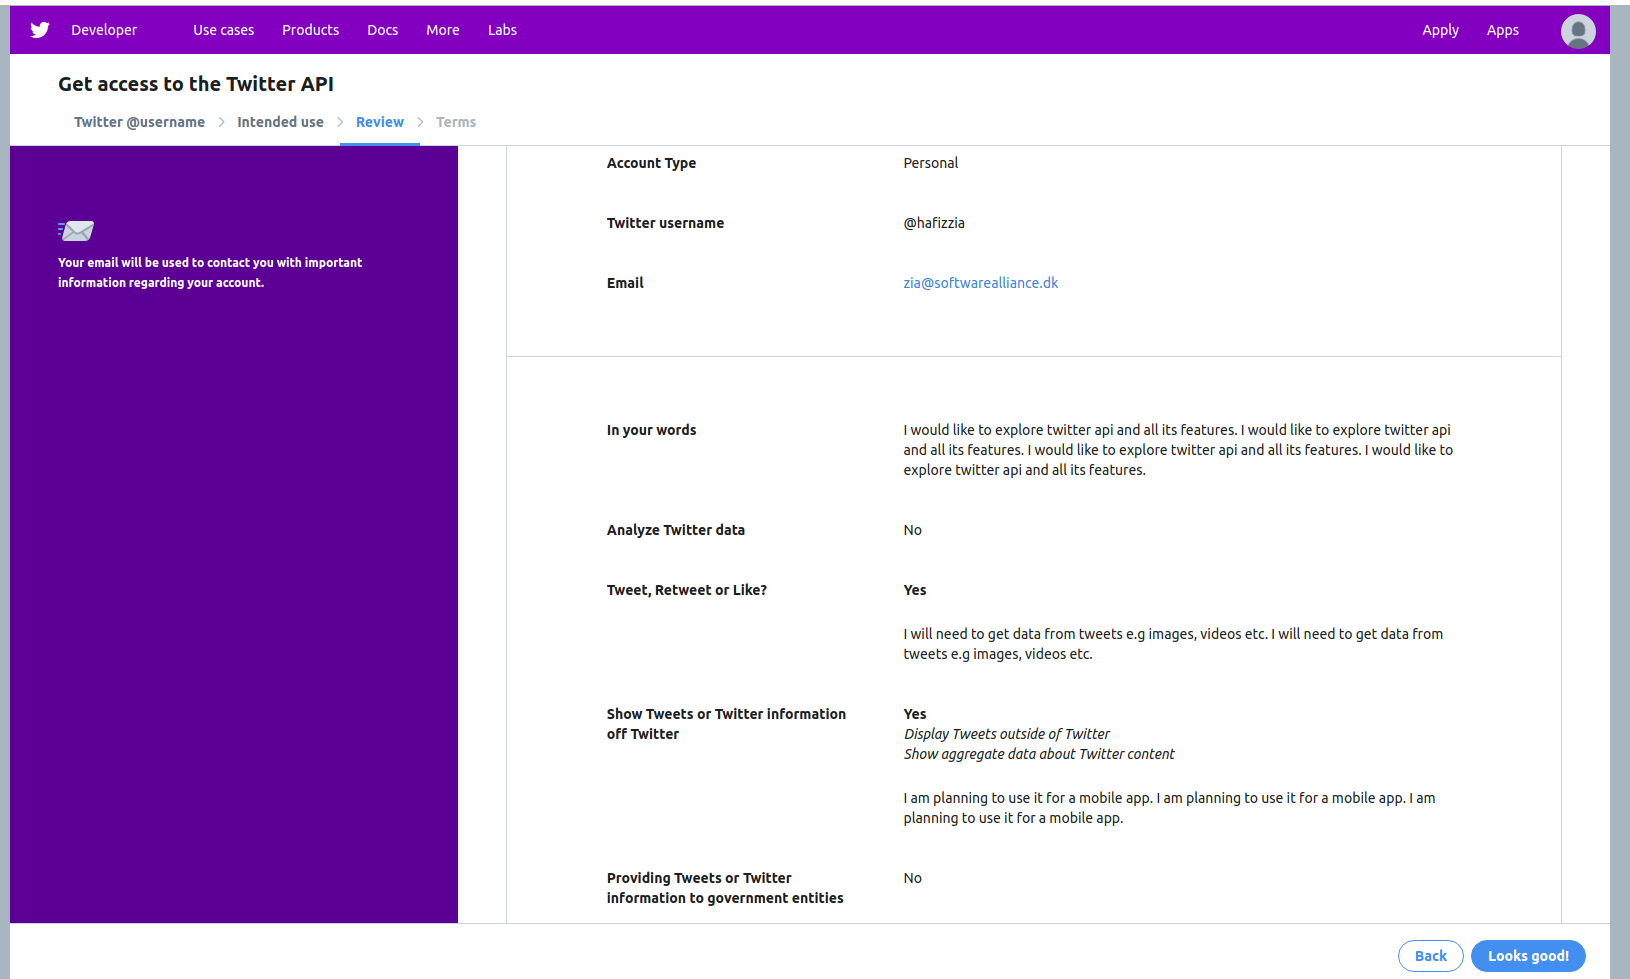 Developer Use cases Products Docs More Labs Apply Apps
Get access to the Twitter API
Twitter @username Intended use Review Terms
Your email will be used to contact you with important
information regarding your account.
Account Type Personal
Twitter username @hafizzia
Email zia@softwarealliance.dk
In your words I would like to explore twitter api and all its features. I would like to explore twitter api
and all its features. I would like to explore twitter api and all its features. I would like to
explore twitter api and all its features.
Analyze Twitter data No
Tweet, Retweet or Like? Yes
I will need to get data from tweets e.g images, videos etc. I will need to get data from
tweets e.g images, videos etc.
Show Tweets or Twitter information Yes
off Twitter Display Tweets outside of Twitter
Show aggregate data about Twitter content
I am planning to use it for a mobile app. I am planning to use it for a mobile app. I am
planning to use it for a mobile app.
Providing Tweets or Twitter No
information to government entities
Back Looks good!